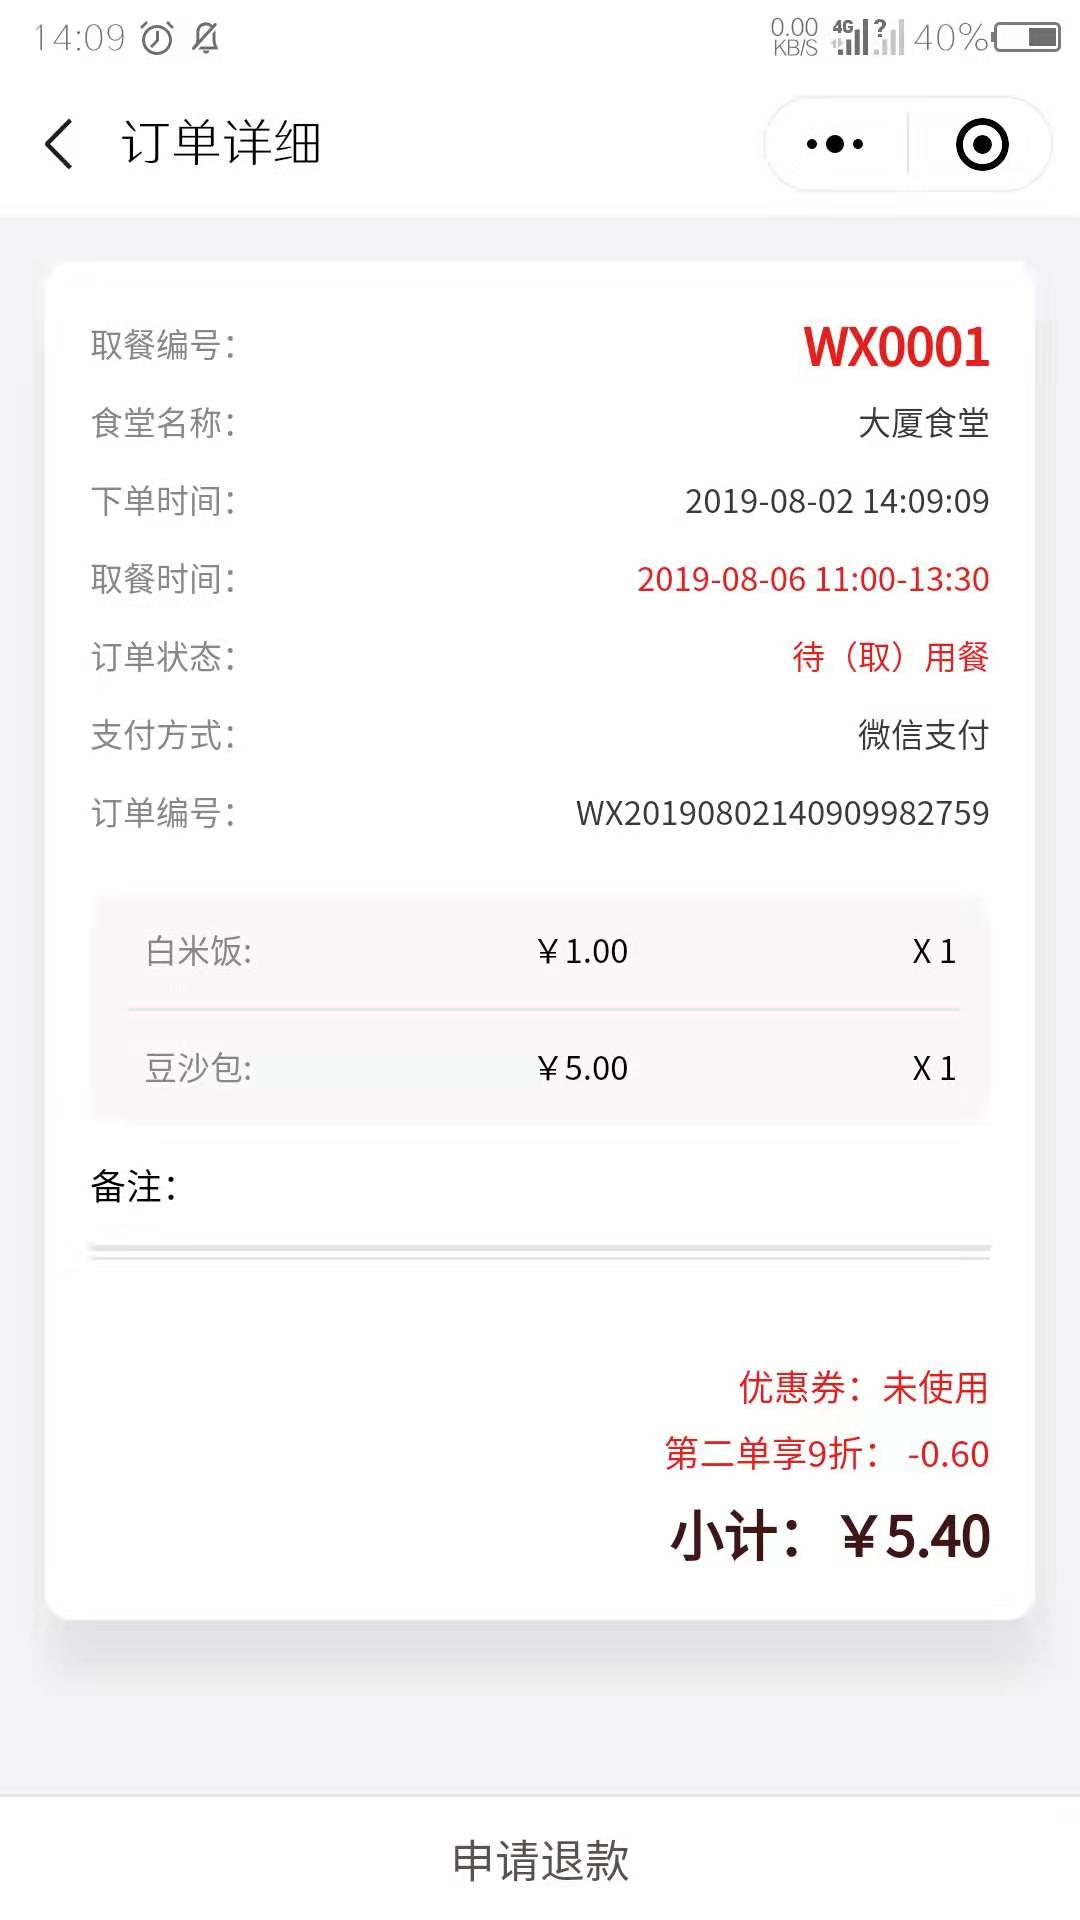 14:09 0.00 KB/S 4G ? 40%
订单详细
取餐编号： WX0001
食堂名称： 大厦食堂
下单时间： 2019-08-02 14:09:09
取餐时间： 2019-08-06 11:00-13:30
订单状态： 待（取）用餐
支付方式： 微信支付
订单编号： WX20190802140909982759
白米饭: ￥1.00 X 1
豆沙包: ￥5.00 X 1
备注：
优惠券：未使用
第二单享9折： -0.60
小计：￥5.40
申请退款